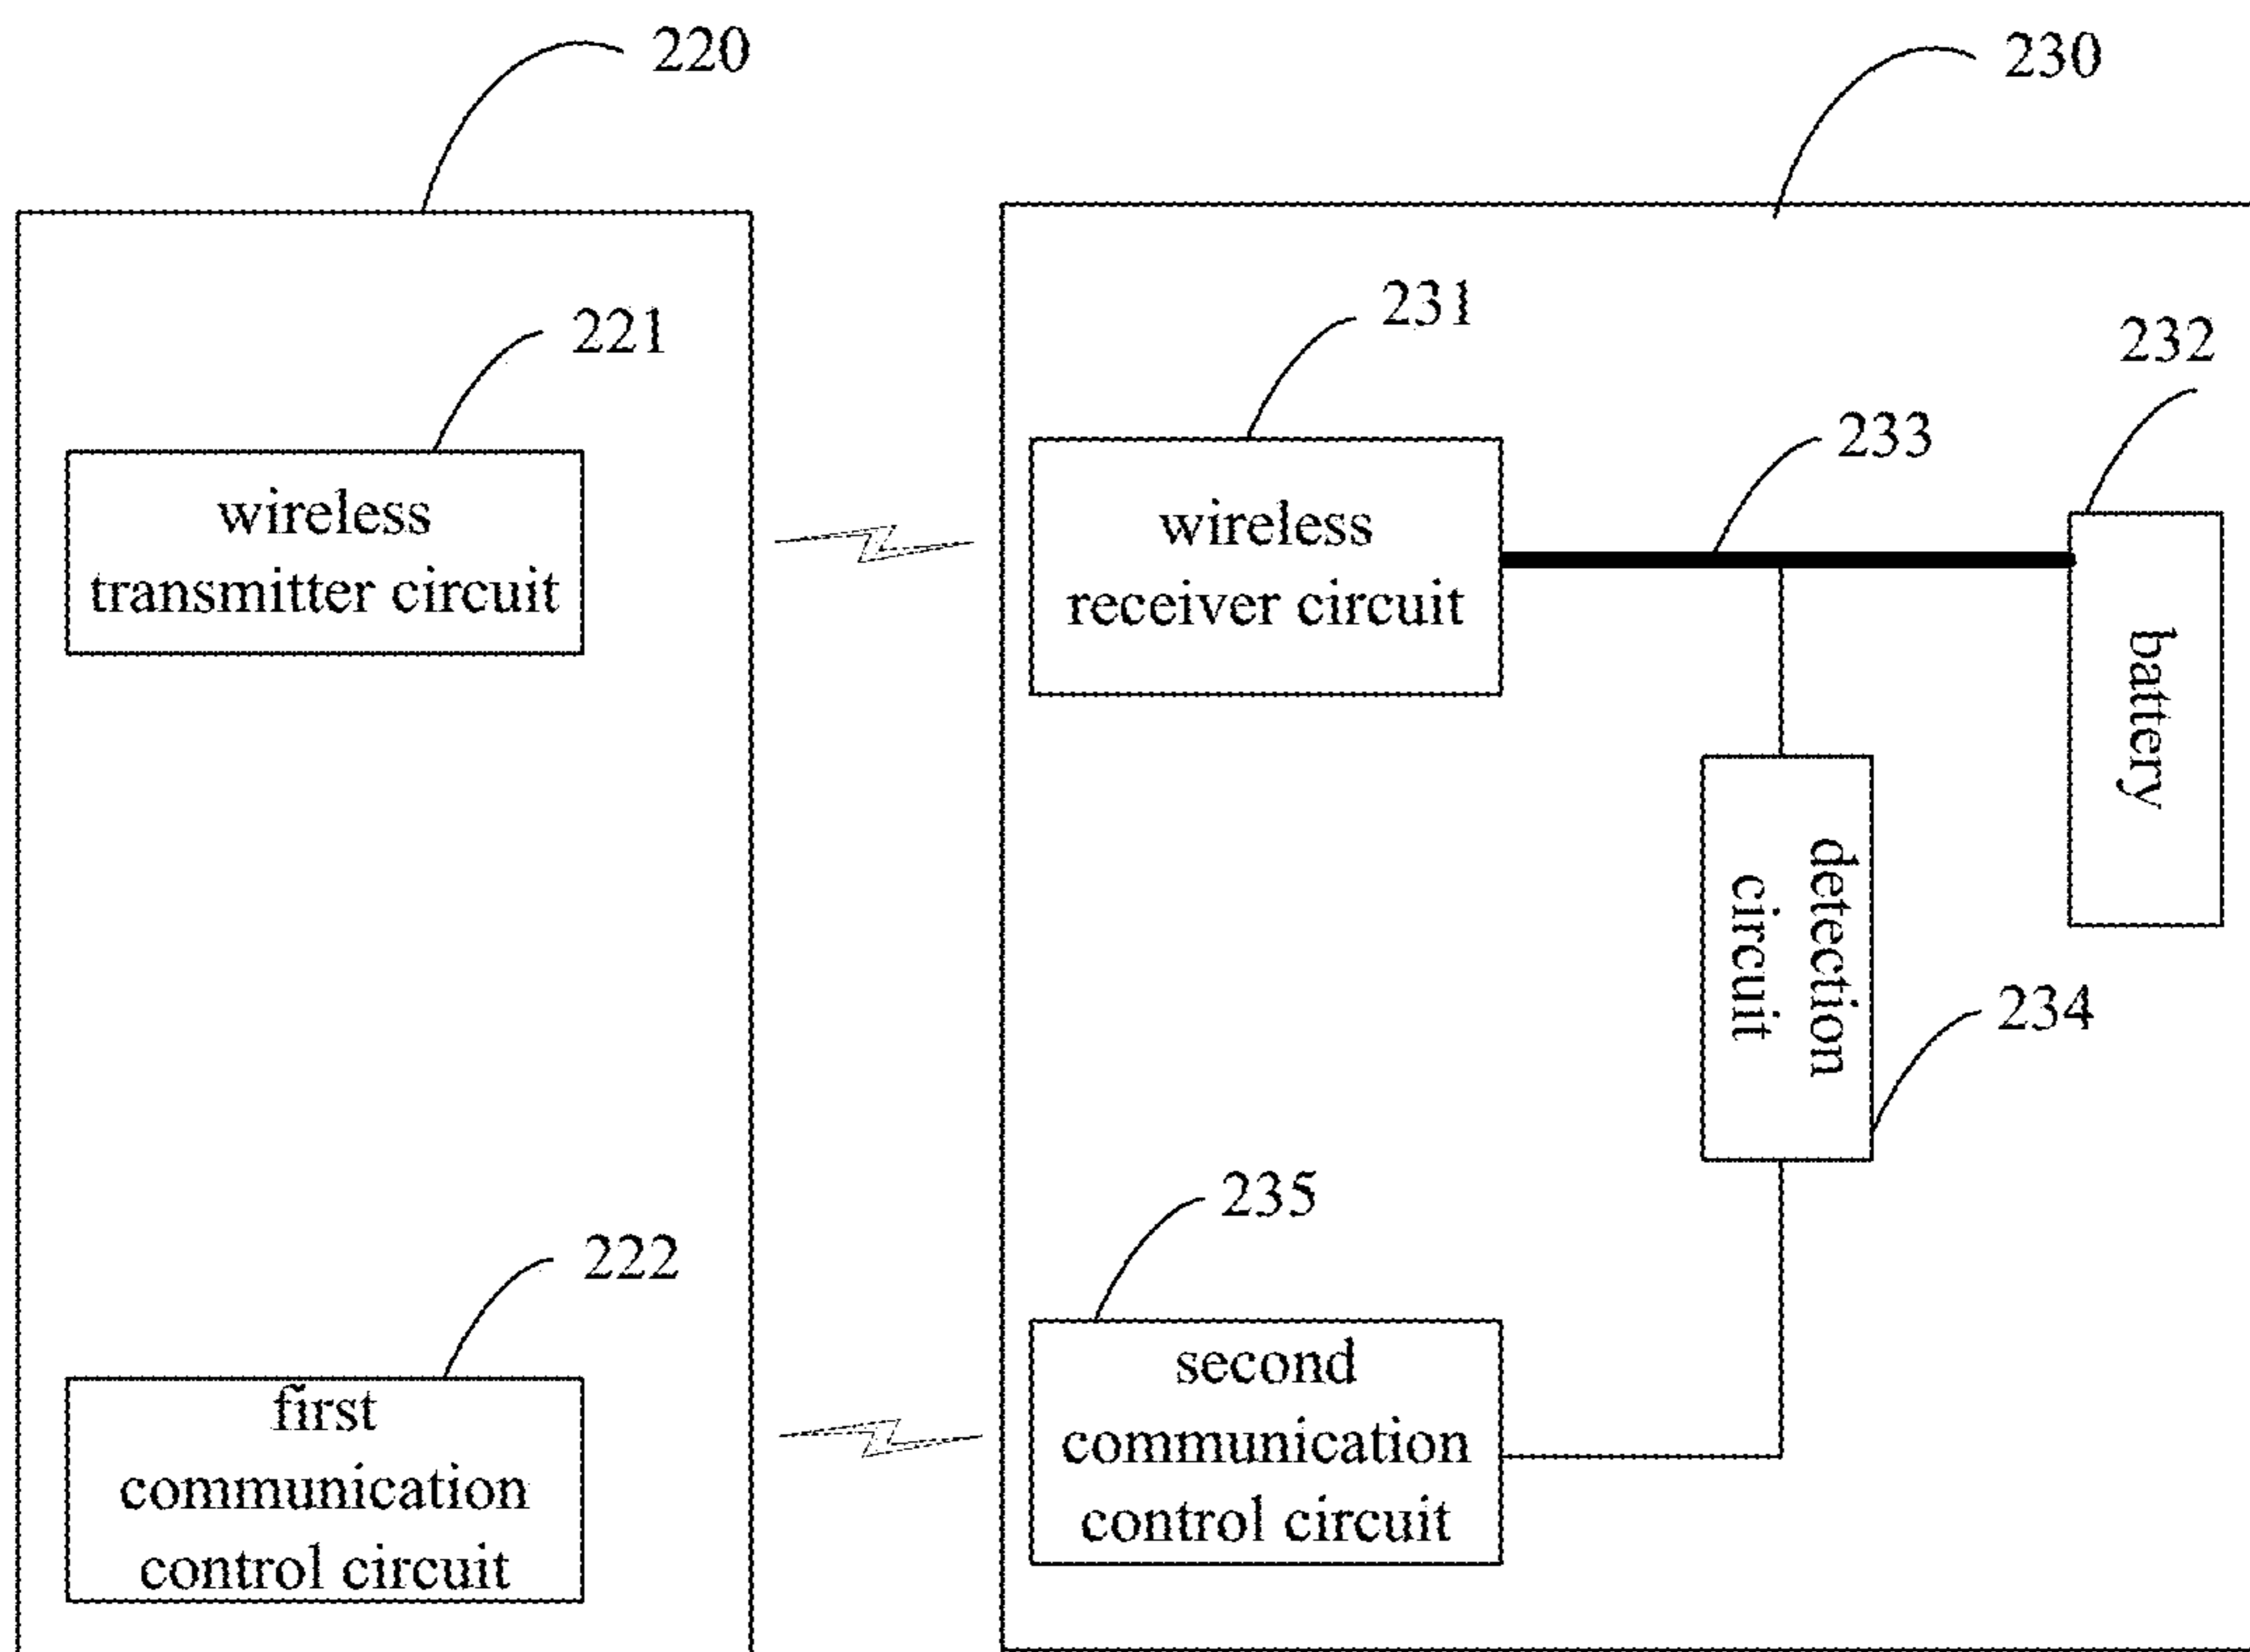 220
230
221
231
232
233
wireless
transmitter circuit
wireless
receiver circuit
battery
detection
circuit
234
235
222
first
communication
control circuit
second
communication
control circuit